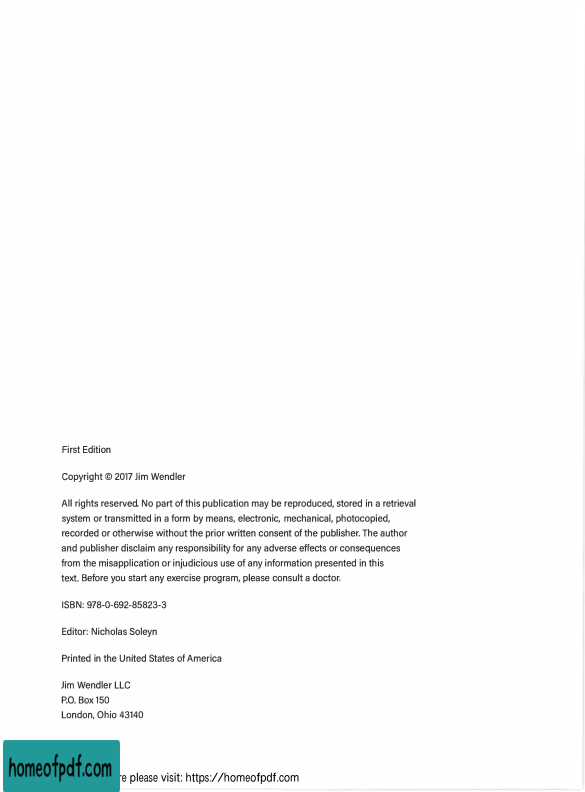 First Edition
Copyright © 2017 Jim Wendler
All rights reserved. No part of this publication may be reproduced, stored in a retrieval
system or transmitted in a form by means, electronic, mechanical, photocopied,
recorded or otherwise without the prior written consent of the publisher. The author
and publisher disclaim any responsibility for any adverse effects or consequences
from the misapplication or injudicious use of any information presented in this
text. Before you start any exercise program, please consult a doctor.
ISBN: 978-0-692-85823-3
Editor: Nicholas Soleyn
Printed in the United States of America
Jim Wendler LLC
P.O. Box 150
London, Ohio 43140
homeofpdf.com
re please visit: https://homeofpdf.com